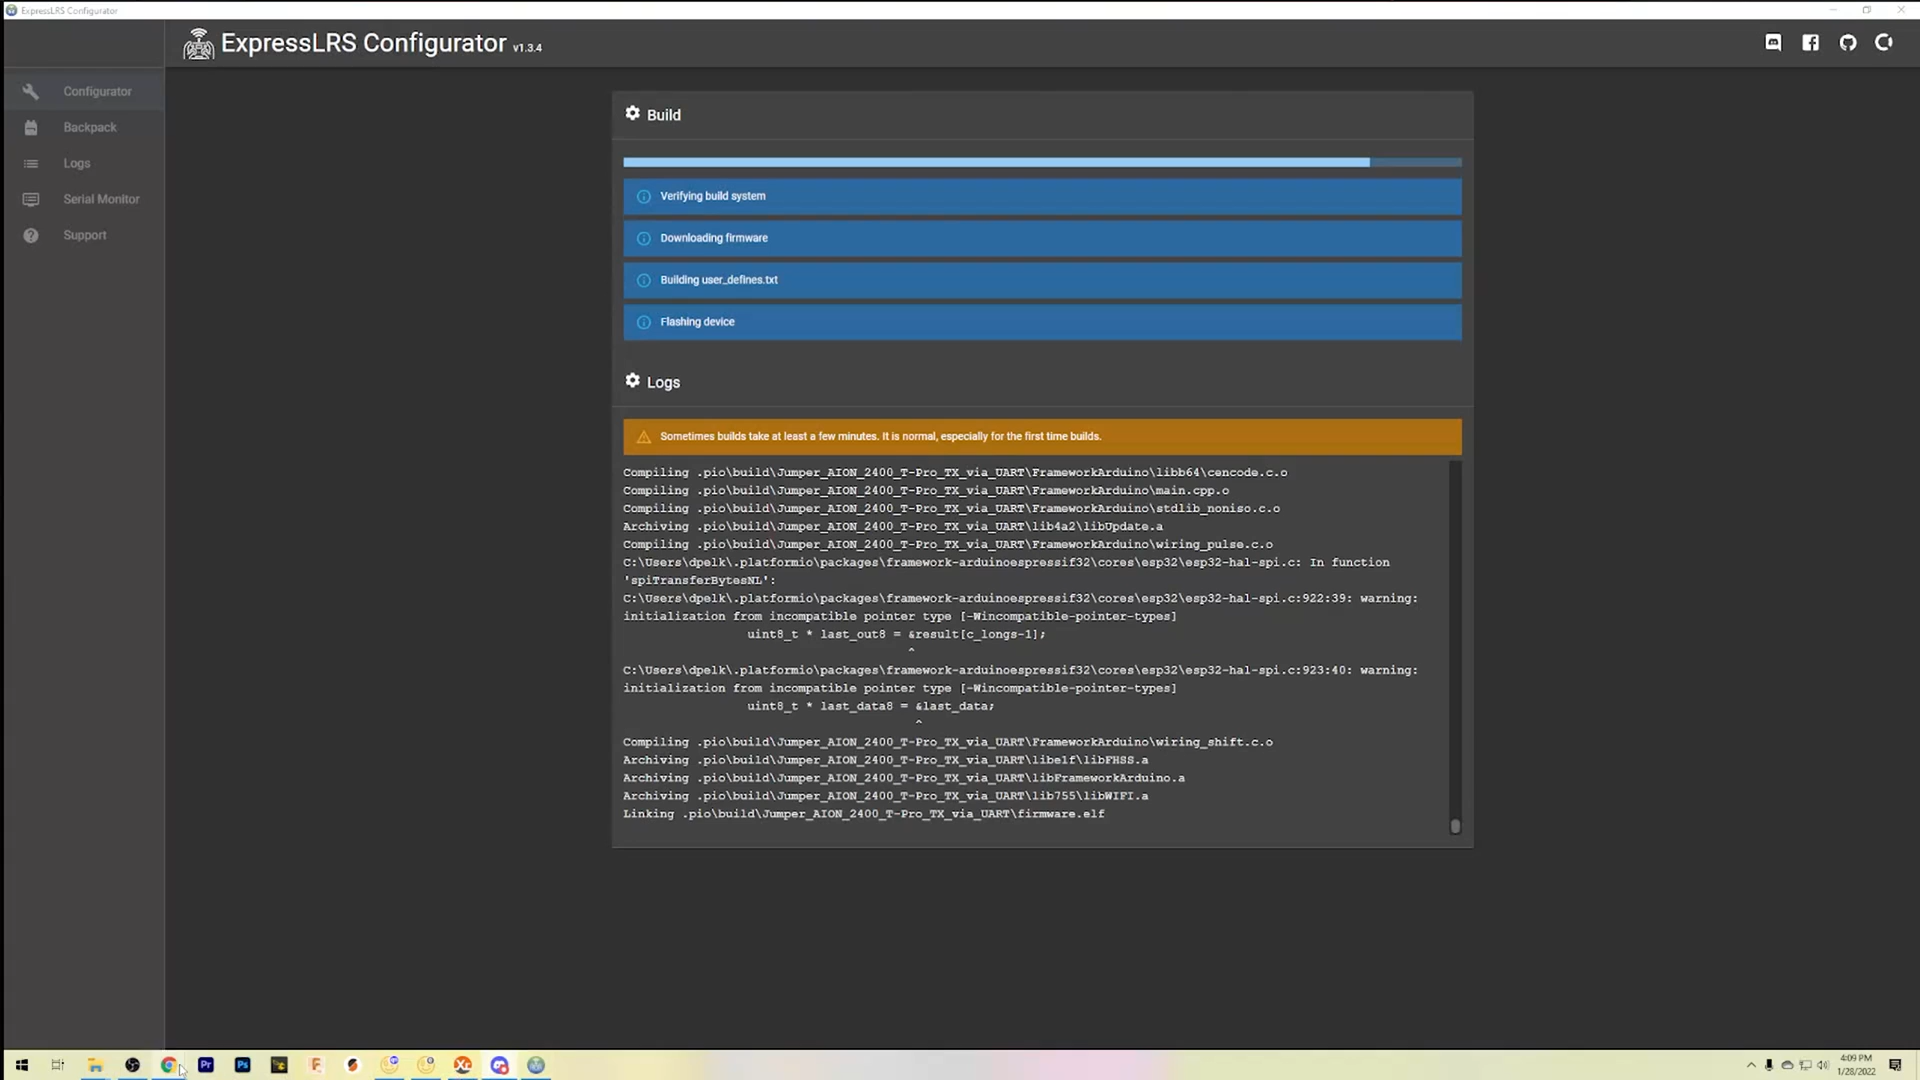 ExpressLRS Configurator
ExpressLRS Configurator v1.3.4
Configurator
Backpack
Logs
Serial Monitor
Support
Build
Verifying build system
Downloading firmware
Building user_defines.txt
Flashing device
Logs
Sometimes builds take at least a few minutes. It is normal, especially for the first time builds.
Compiling .pio\build\Jumper_AION_2400_T-Pro_TX_via_UART\FrameworkArduino\libb64\cencode.c.o
Compiling .pio\build\Jumper_AION_2400_T-Pro_TX_via_UART\FrameworkArduino\main.cpp.o
Compiling .pio\build\Jumper_AION_2400_T-Pro_TX_via_UART\FrameworkArduino\stdlib_noniso.c.o
Archiving .pio\build\Jumper_AION_2400_T-Pro_TX_via_UART\lib4a2\libUpdate.a
Compiling .pio\build\Jumper_AION_2400_T-Pro_TX_via_UART\FrameworkArduino\wiring_pulse.c.o
C:\Users\dpelk\.platformio\packages\framework-arduinoespressif32\cores\esp32\esp32-hal-spi.c: In function
'spiTransferBytesNL':
C:\Users\dpelk\.platformio\packages\framework-arduinoespressif32\cores\esp32\esp32-hal-spi.c:922:39: warning:
initialization from incompatible pointer type [-Wincompatible-pointer-types]
uint8_t * last_out8 = &result[c_longs-1];
^
C:\Users\dpelk\.platformio\packages\framework-arduinoespressif32\cores\esp32\esp32-hal-spi.c:923:40: warning:
initialization from incompatible pointer type [-Wincompatible-pointer-types]
uint8_t * last_data8 = &last_data;
^
Compiling .pio\build\Jumper_AION_2400_T-Pro_TX_via_UART\FrameworkArduino\wiring_shift.c.o
Archiving .pio\build\Jumper_AION_2400_T-Pro_TX_via_UART\libe1f\libFHSS.a
Archiving .pio\build\Jumper_AION_2400_T-Pro_TX_via_UART\libFrameworkArduino.a
Archiving .pio\build\Jumper_AION_2400_T-Pro_TX_via_UART\lib755\libWIFI.a
Linking .pio\build\Jumper_AION_2400_T-Pro_TX_via_UART\firmware.elf
Pr
Ps
4:09 PM
1/28/2022